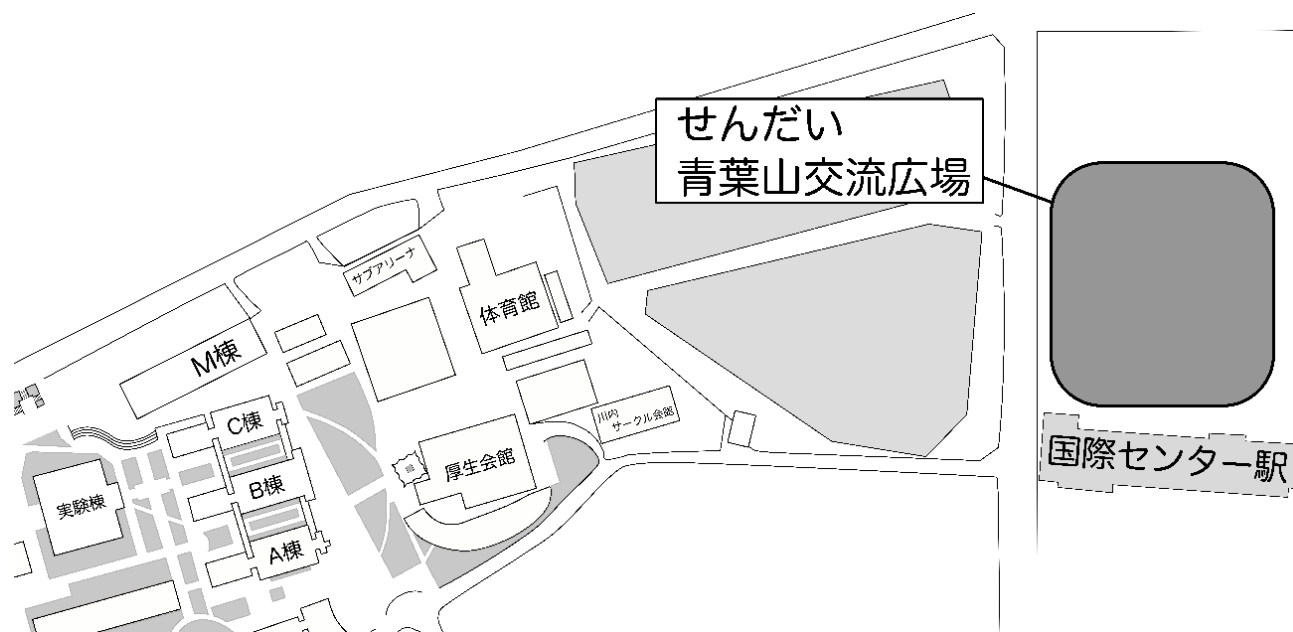 せんだい
青葉山交流広場
サブアリーナ
体育館
M棟
川内
サークル会館
C棟
厚生会館
B棟
国際センター駅
実験棟
A棟